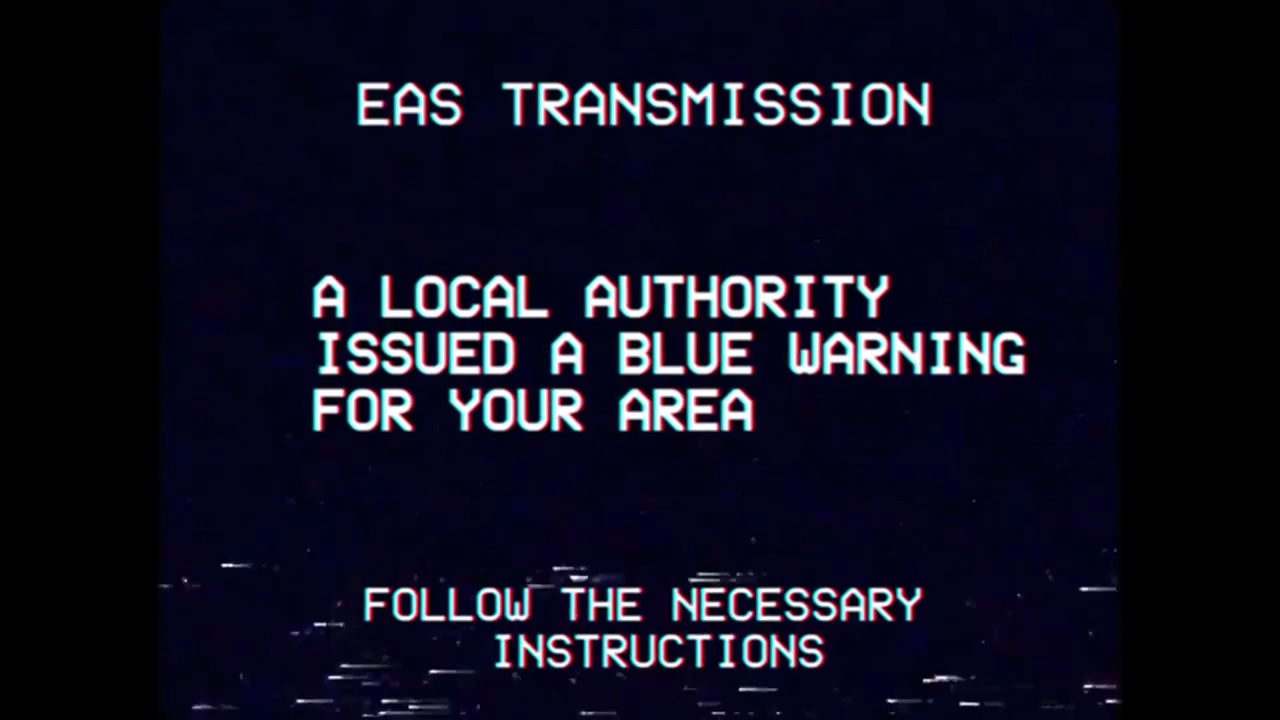 EAS TRANSMISSION
A LOCAL AUTHORITY
ISSUED A BLUE WARNING
FOR YOUR AREA
FOLLOW THE NECESSARY
INSTRUCTIONS